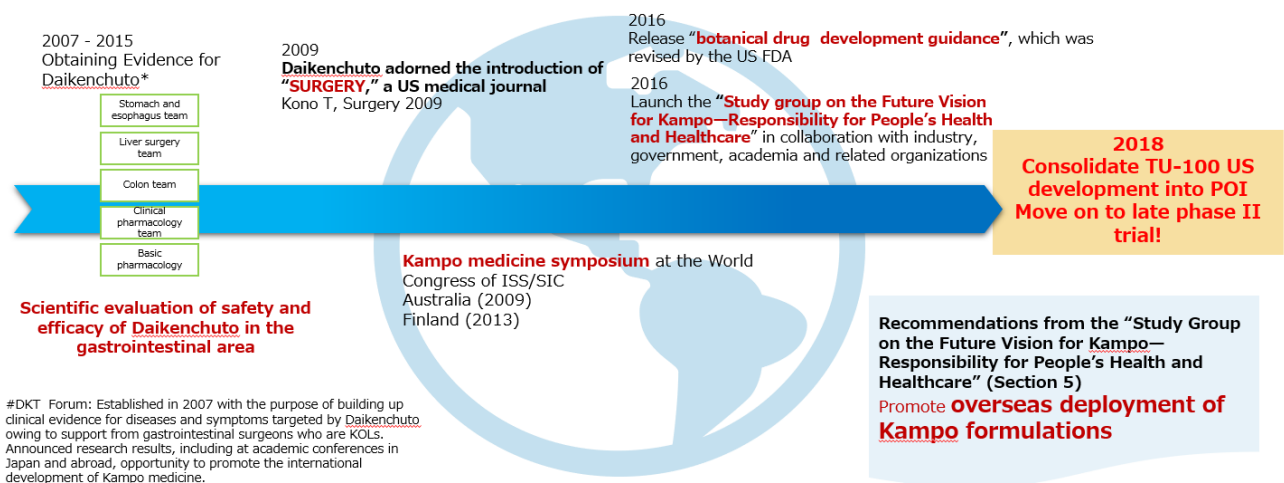 2007 - 2015
Obtaining Evidence for
Daikenchuto*
Stomach and
esophagus team
Liver surgery
team
Colon team
Clinical
pharmacology
team
Basic
pharmacology
Scientific evaluation of safety and
efficacy of Daikenchuto in the
gastrointestinal area
#DKT Forum: Established in 2007 with the purpose of building up
clinical evidence for diseases and symptoms targeted by Daikenchuto
owing to support from gastrointestinal surgeons who are KOLs.
Announced research results, including at academic conferences in
Japan and abroad, opportunity to promote the international
development of Kampo medicine.
2009
Daikenchuto adorned the introduction of
“SURGERY,” a US medical journal
Kono T, Surgery 2009
Kampo medicine symposium at the World
Congress of ISS/SIC
Australia (2009)
Finland (2013)
2016
Release “botanical drug development guidance”, which was
revised by the US FDA
2016
Launch the “Study group on the Future Vision
for Kampo—Responsibility for People’s Health
and Healthcare” in collaboration with industry,
government, academia and related organizations
2018
Consolidate TU-100 US
development into POI
Move on to late phase II
trial!
Recommendations from the “Study Group
on the Future Vision for Kampo—
Responsibility for People’s Health and
Healthcare” (Section 5)
Promote overseas deployment of
Kampo formulations